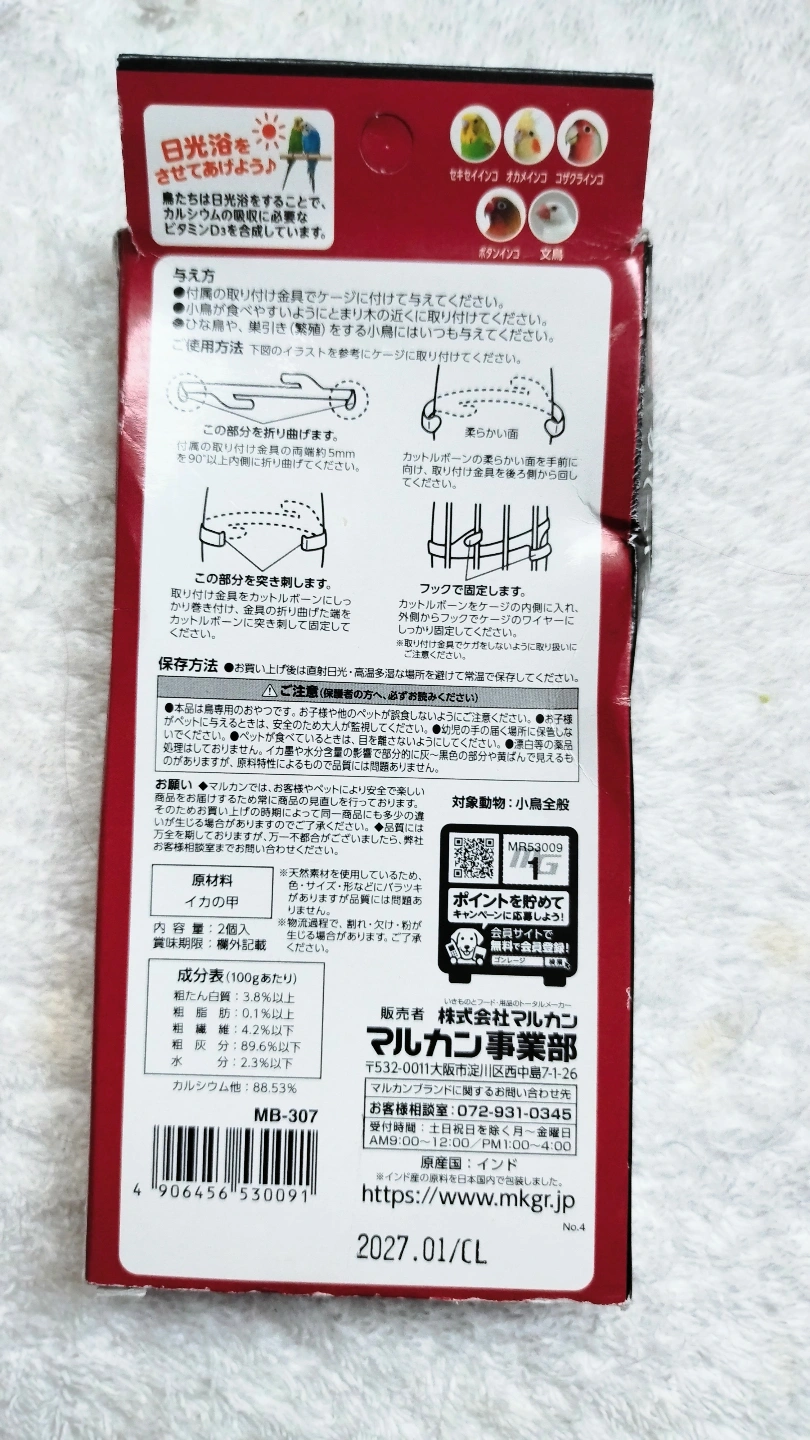 日光浴を
させてあげよう♪
鳥たちは日光浴をすることで、
カルシウムの吸収に必要な
ビタミンD3を合成しています。
セキセイインコ オカメインコ コザクラインコ
ボタンインコ 文鳥
与え方
●付属の取り付け金具でケージに付けて与えてください。
●小鳥が食べやすいようにとまり木の近くに取り付けてください。
●ひな鳥や、巣引き(繁殖)をする小鳥にはいつも与えてください。
ご使用方法 下図のイラストを参考にケージに取り付けてください。
この部分を折り曲げます。
付属の取り付け金具の両端約5mm
を90°以上内側に折り曲げてください。
柔らかい面
カットルボーンの柔らかい面を手前に
向け、取り付け金具を後ろ側から回し
てください。
この部分を突き刺します。
取り付け金具をカットルボーンにしっ
かり巻き付け、金具の折り曲げた端を
カットルボーンに突き刺して固定して
ください。
フックで固定します。
カットルボーンをケージの内側に入れ、
外側からフックでケージのワイヤーに
しっかり固定してください。
※取り付け金具でケガをしないように取り扱いに
ご注意ください。
保存方法 ●お買い上げ後は直射日光・高温多湿な場所を避けて常温で保存してください。
⚠ご注意(保護者の方へ、必ずお読みください)
●本品は鳥専用のおやつです。お子様や他のペットが誤食しないようにご注意ください。●お子様
がペットに与えるときは、安全のため大人が監視してください。●幼児の手の届く場所に保管しな
いでください。●ペットが食べているときは、目を離さないようにしてください。●漂白等の薬品
処理はしておりません。イカ墨や水分含量の影響で部分的に灰～黒色の部分や黄ばんで見えるも
のがありますが、原料特性によるもので品質には問題ありません。
お願い ◆マルカンでは、お客様やペットにより安全で楽しい
商品をお届けするため常に商品の見直しを行っております。
そのためお買い上げの時期によって同一商品にも多少の違
いが生じる場合がありますのでご了承ください。◆品質には
万全を期しておりますが、万一不都合がございましたら、弊社
お客様相談室までお問い合わせください。
対象動物:小鳥全般
MR53009
MG
1
ポイントを貯めて
キャンペーンに応募しよう!
会員サイトで
無料で会員登録!
ゴンレージ 検索
原材料
イカの甲
※天然素材を使用しているため、
色・サイズ・形などにバラツキ
がありますが品質には問題あ
りません。
※物流過程で、割れ・欠け・粉が
生じる場合があります。ご了承
ください。
内容量:2個入
賞味期限:欄外記載
成分表(100gあたり)
粗たん白質:3.8%以上
粗脂肪:0.1%以上
粗繊維:4.2%以下
粗灰分:89.6%以下
水分:2.3%以下
カルシウム他:88.53%
いきものとフード・用品のトータルメーカー
販売者 株式会社マルカン
マルカン事業部
〒532-0011大阪市淀川区西中島7-1-26
マルカンブランドに関するお問い合わせ先
お客様相談室:072-931-0345
受付時間:土日祝日を除く月～金曜日
AM9:00～12:00/PM1:00～4:00
原産国:インド
※インド産の原料を日本国内で包装しました。
https://www.mkgr.jp
No.4
MB-307
4 906456 530091
2027.01/CL